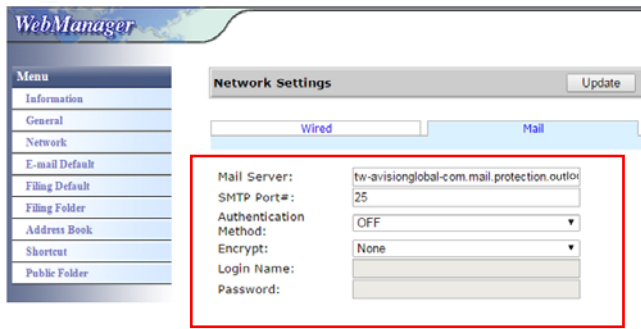 WebManager
Menu
Information
General
Network
E-mail Default
Filing Default
Filing Folder
Address Book
Shortcut
Public Folder
Network Settings
Update
Wired
Mail
Mail Server: tw-avisionglobal-com.mail.protection.outlo
SMTP Port#: 25
Authentication
Method: OFF
Encrypt: None
Login Name:
Password: